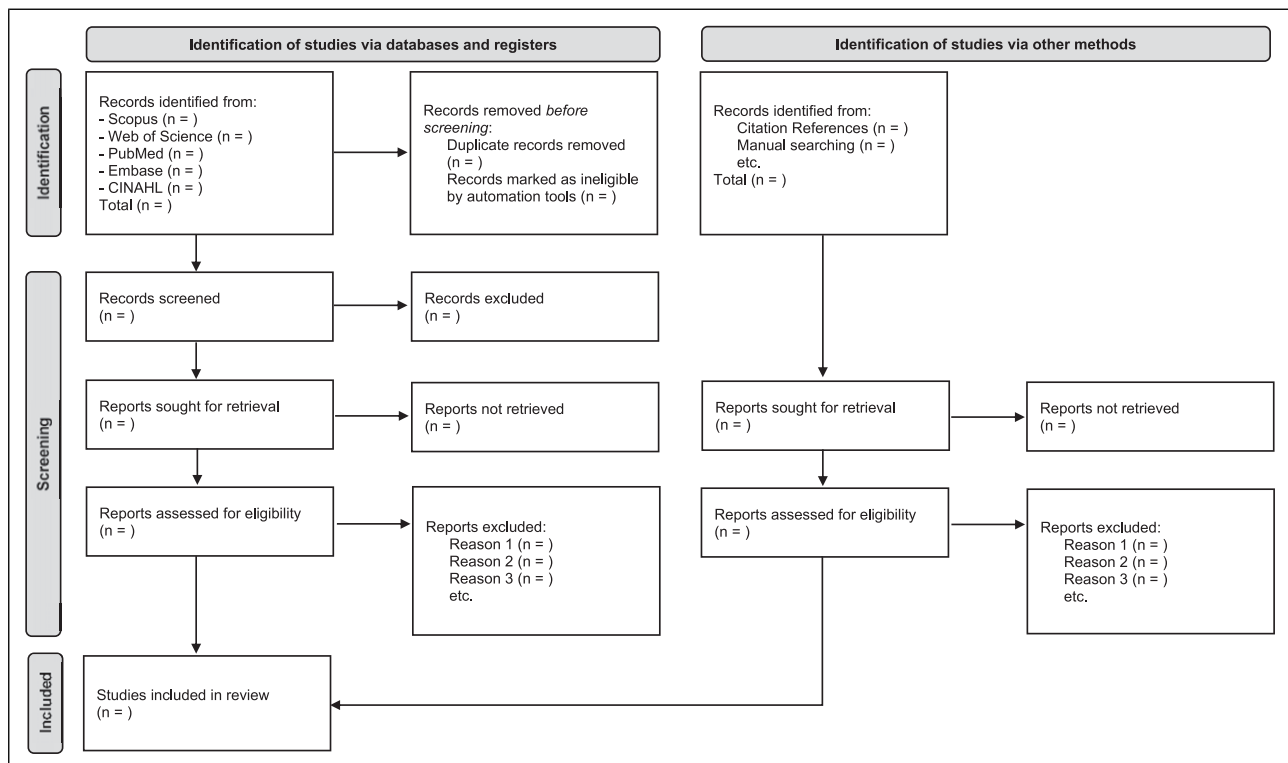 Identification of studies via databases and registers
Identification of studies via other methods
Identification
Records identified from:
- Scopus (n = )
- Web of Science (n = )
- PubMed (n = )
- Embase (n = )
- CINAHL (n = )
Total (n = )
Records removed before
screening:
Duplicate records removed
(n = )
Records marked as ineligible
by automation tools (n = )
Records identified from:
Citation References (n = )
Manual searching (n = )
etc.
Total (n = )
Screening
Records screened
(n = )
Records excluded
(n = )
Reports sought for retrieval
(n = )
Reports not retrieved
(n = )
Reports sought for retrieval
(n = )
Reports not retrieved
(n = )
Reports assessed for eligibility
(n = )
Reports excluded:
Reason 1 (n = )
Reason 2 (n = )
Reason 3 (n = )
etc.
Reports assessed for eligibility
(n = )
Reports excluded:
Reason 1 (n = )
Reason 2 (n = )
Reason 3 (n = )
etc.
Included
Studies included in review
(n = )